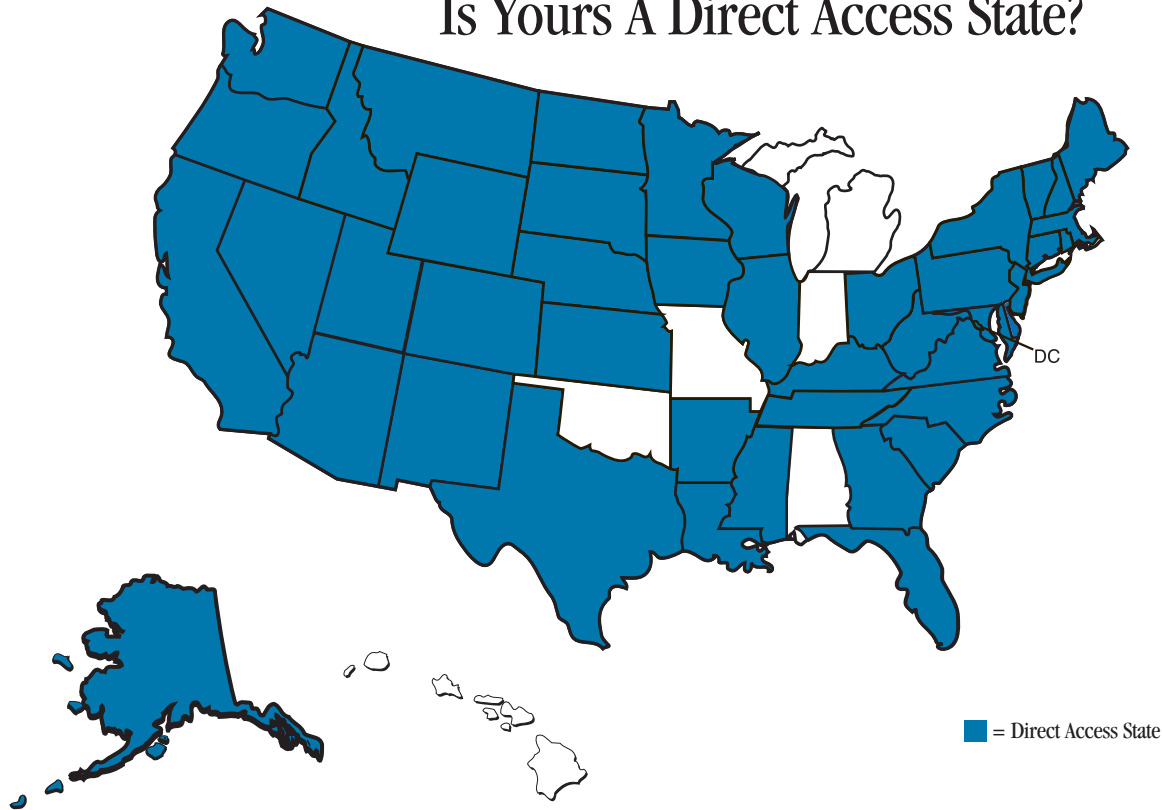 Is Yours A Direct Access State?
DC
= Direct Access State